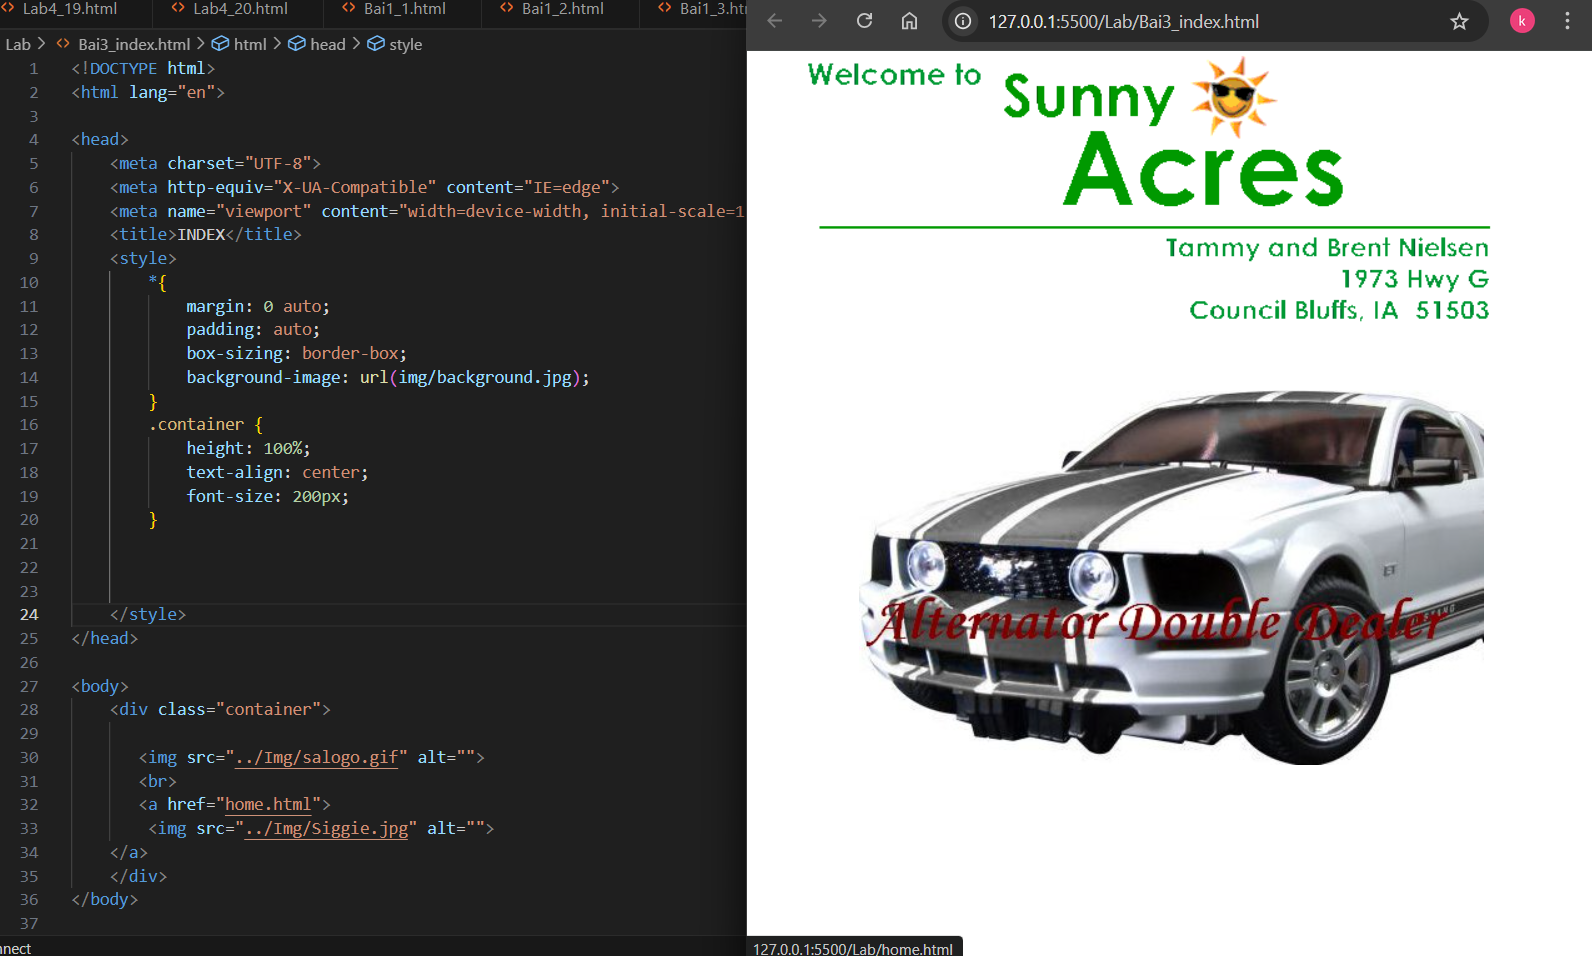 Lab4_19.html Lab4_20.html Bai1_1.html Bai1_2.html Bai1_3.ht
Lab > Bai3_index.html > html > head > style
1 <!DOCTYPE html>
2 <html lang="en">
3
4 <head>
5 <meta charset="UTF-8">
6 <meta http-equiv="X-UA-Compatible" content="IE=edge">
7 <meta name="viewport" content="width=device-width, initial-scale=1
8 <title>INDEX</title>
9 <style>
10 *{
11 margin: 0 auto;
12 padding: auto;
13 box-sizing: border-box;
14 background-image: url(img/background.jpg);
15 }
16 .container {
17 height: 100%;
18 text-align: center;
19 font-size: 200px;
20 }
21
22
23
24 </style>
25 </head>
26
27 <body>
28 <div class="container">
29
30 <img src="../Img/salogo.gif" alt="">
31 <br>
32 <a href="home.html">
33 <img src="../Img/Siggie.jpg" alt="">
34 </a>
35 </div>
36 </body>
37
nnect
127.0.0.1:5500/Lab/Bai3_index.html
k
Welcome to
Sunny
Acres
Tammy and Brent Nielsen
1973 Hwy G
Council Bluffs, IA 51503
Alternator Double Dealer
127.0.0.1:5500/Lab/home.html